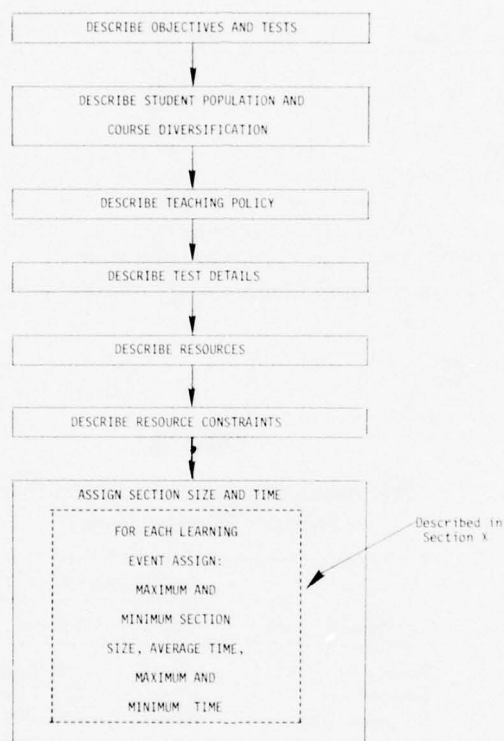 DESCRIBE OBJECTIVES AND TESTS
DESCRIBE STUDENT POPULATION AND
COURSE DIVERSIFICATION
DESCRIBE TEACHING POLICY
DESCRIBE TEST DETAILS
DESCRIBE RESOURCES
DESCRIBE RESOURCE CONSTRAINTS
ASSIGN SECTION SIZE AND TIME
FOR EACH LEARNING
EVENT ASSIGN:
MAXIMUM AND
MINIMUM SECTION
SIZE, AVERAGE TIME,
MAXIMUM AND
MINIMUM TIME
Described in
Section X